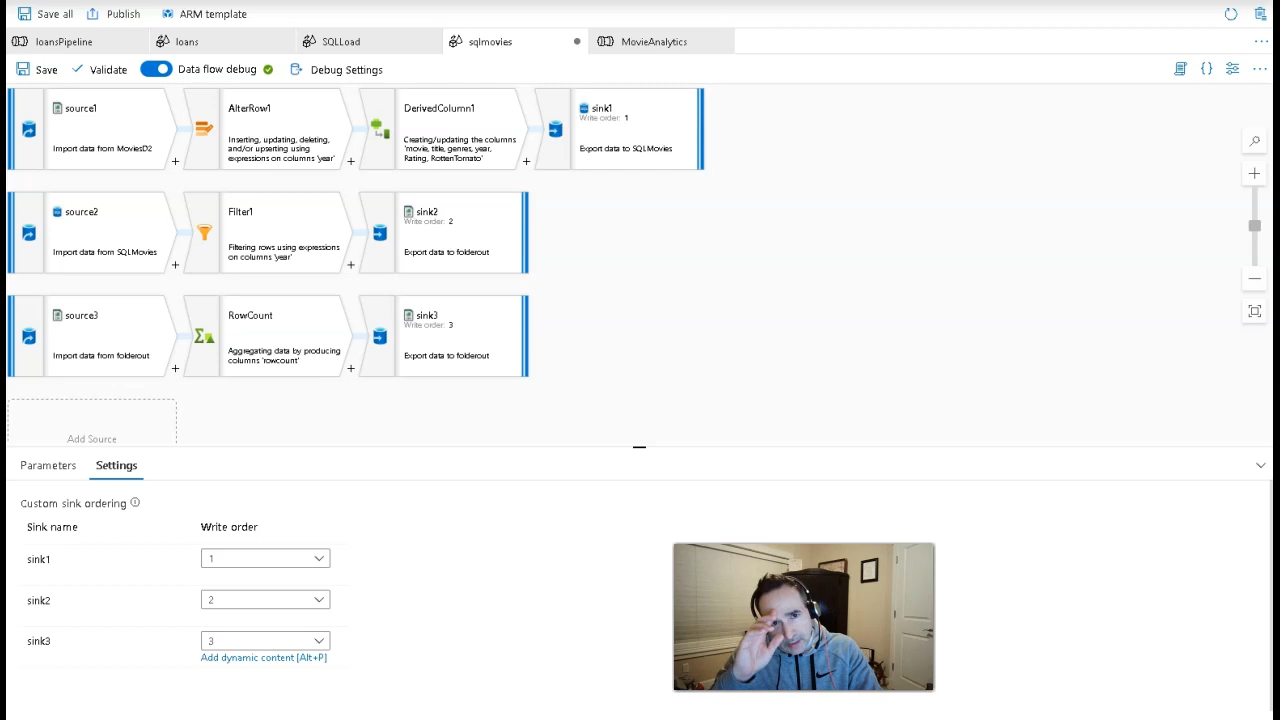 Save all Publish ARM template
loansPipeline loans SQLLoad sqlmovies MovieAnalytics
Save Validate Data flow debug Debug Settings
source1
Import data from MoviesD2
AlterRow1
Inserting, updating, deleting,
and/or upserting using
expressions on columns 'year'
DerivedColumn1
Creating/updating the columns
'movie, title, genres, year,
Rating, RottenTomato'
sink1
Write order: 1
Export data to SQLMovies
source2
Import data from SQLMovies
Filter1
Filtering rows using expressions
on columns 'year'
sink2
Write order: 2
Export data to folderout
source3
Import data from folderout
RowCount
Aggregating data by producing
columns 'rowcount'
sink3
Write order: 3
Export data to folderout
Add Source
Parameters Settings
Custom sink ordering
Sink name Write order
sink1 1
sink2 2
sink3 3
Add dynamic content [Alt+P]